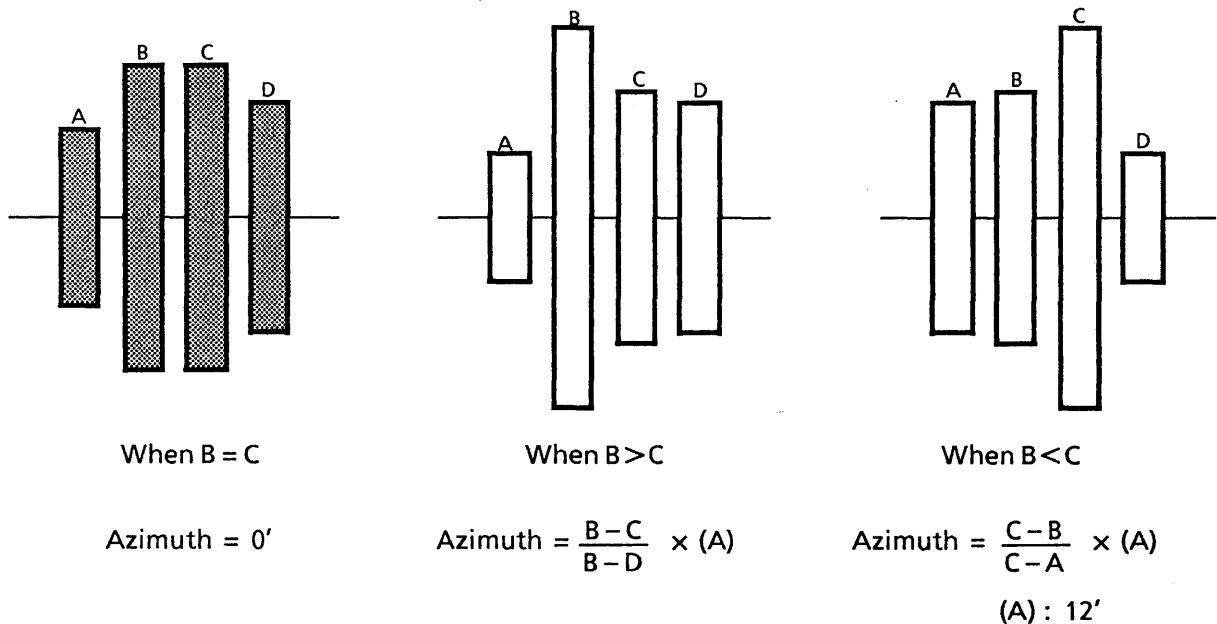 A B C D
A B C D
A B C D
When B = C
When B > C
When B < C
Azimuth = 0′
Azimuth = B – C / B – D × (A)
Azimuth = C – B / C – A × (A)
(A) : 12′